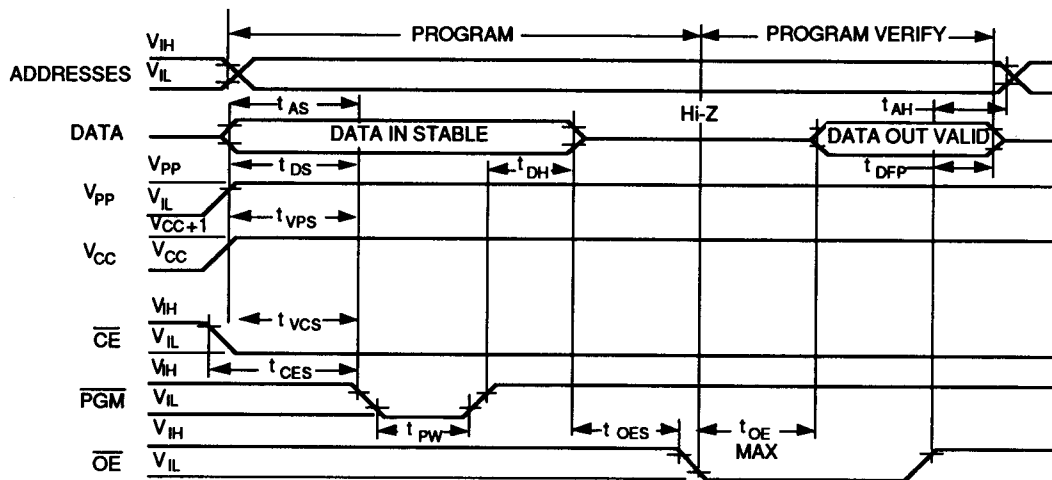 PROGRAM
PROGRAM VERIFY
VIH
ADDRESSES
VIL
tAS
Hi-Z
tAH
DATA
DATA IN STABLE
DATA OUT VALID
VPP
tDS
tDH
tDFP
VPP
VIL
VCC+1
tVPS
VCC
VCC
VIH
tVCS
CE
VIL
VIH
tCES
PGM
VIL
VIH
tPW
tOES
tOE
MAX
OE
VIL